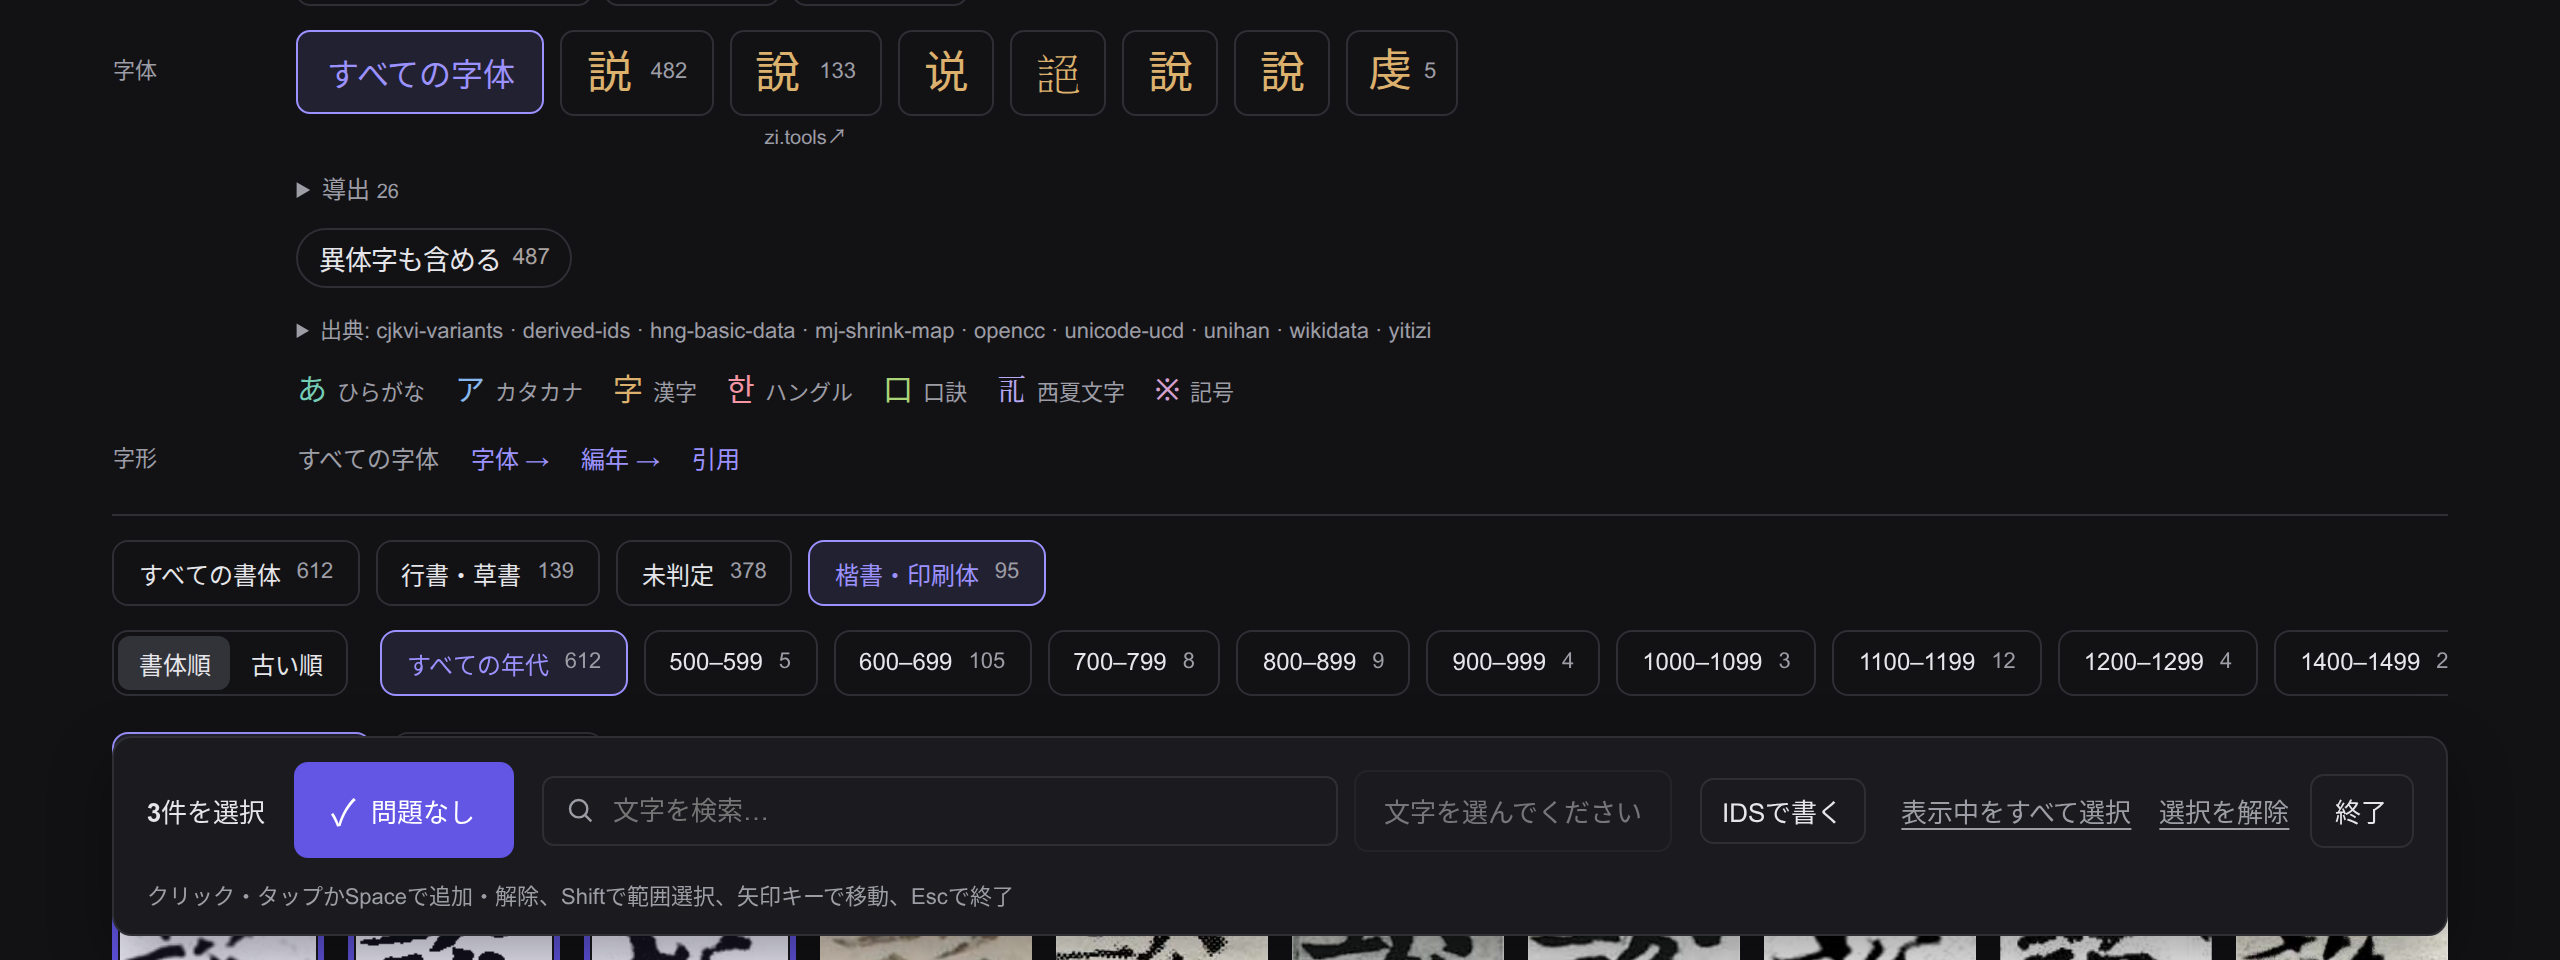 字体 すべての字体 説 482 說 133 说 䛩 說 說 虔 5
zi.tools↗
▶ 導出 26
異体字も含める 487
▶ 出典: cjkvi-variants · derived-ids · hng-basic-data · mj-shrink-map · opencc · unicode-ucd · unihan · wikidata · yitizi
あ ひらがな ア カタカナ 字 漢字 한 ハングル 口 口訣 西夏文字 ※ 記号
字形 すべての字体 字体→ 編年→ 引用
すべての書体 612 行書・草書 139 未判定 378 楷書・印刷体 95
書体順 古い順 すべての年代 612 500–599 5 600–699 105 700–799 8 800–899 9 900–999 4 1000–1099 3 1100–1199 12 1200–1299 4 1400–1499 2
3件を選択 ✓ 問題なし 文字を検索… 文字を選んでください IDSで書く 表示中をすべて選択 選択を解除 終了
クリック・タップかSpaceで追加・解除、Shiftで範囲選択、矢印キーで移動、Escで終了